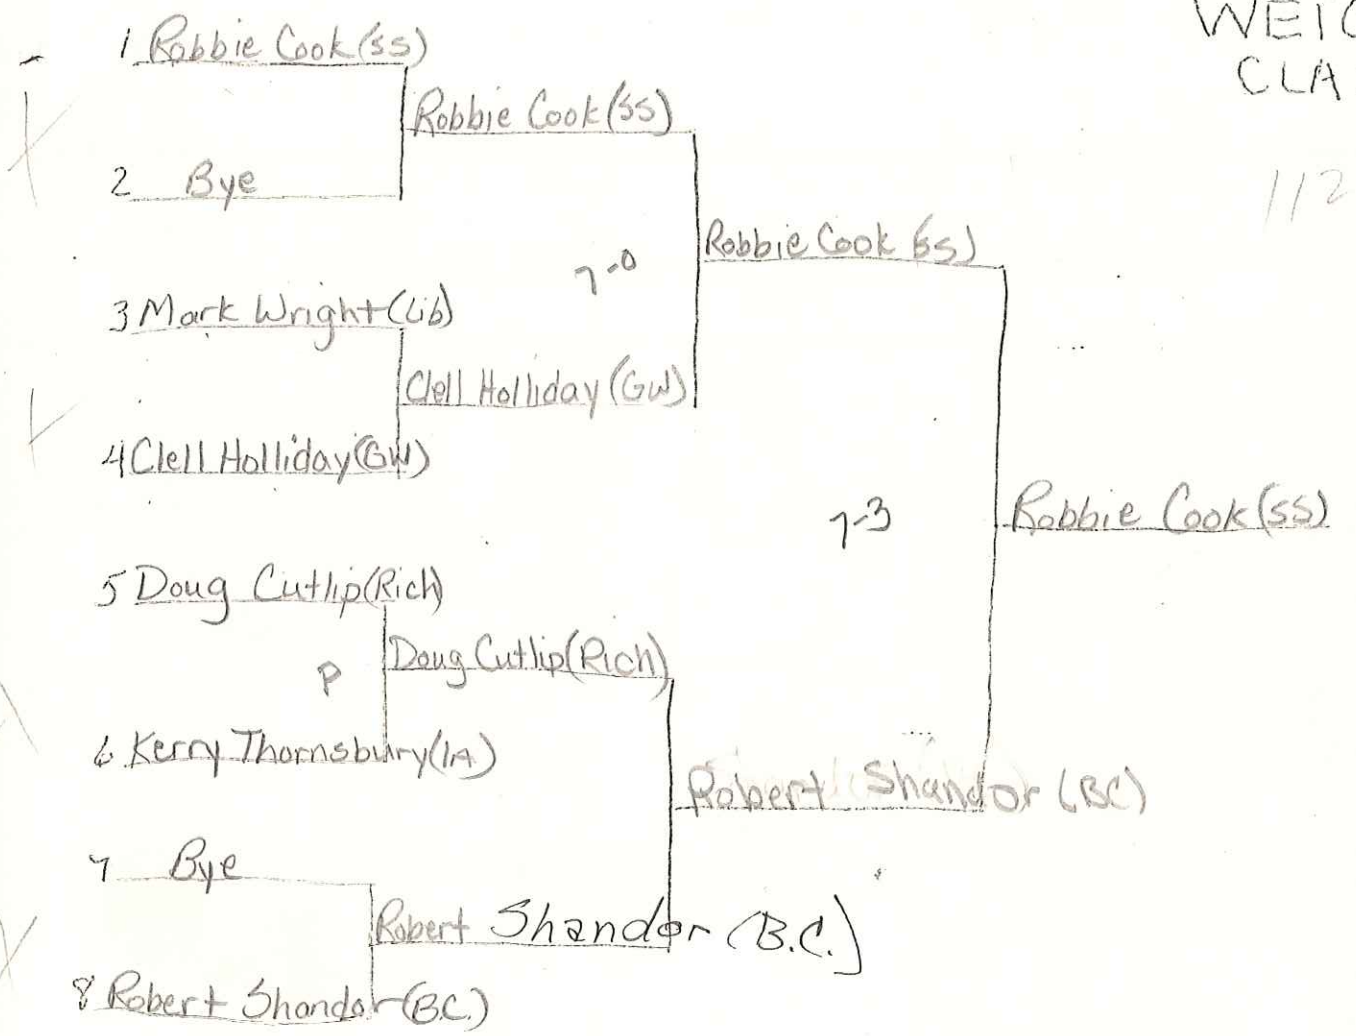 WEIG
CLA
112
1 Robbie Cook (SS)
Robbie Cook (SS)
2 Bye
Robbie Cook (SS)
7-0
3 Mark Wright (Lib)
Clell Holliday (GW)
4 Clell Holliday (GW)
7-3
Robbie Cook (SS)
5 Doug Cutlip (Rich)
Doug Cutlip (Rich)
P
6 Kerry Thornsbury (IA)
Robert Shandor (BC)
7 Bye
Robert Shandor (B.C.)
8 Robert Shandor (B.C.)